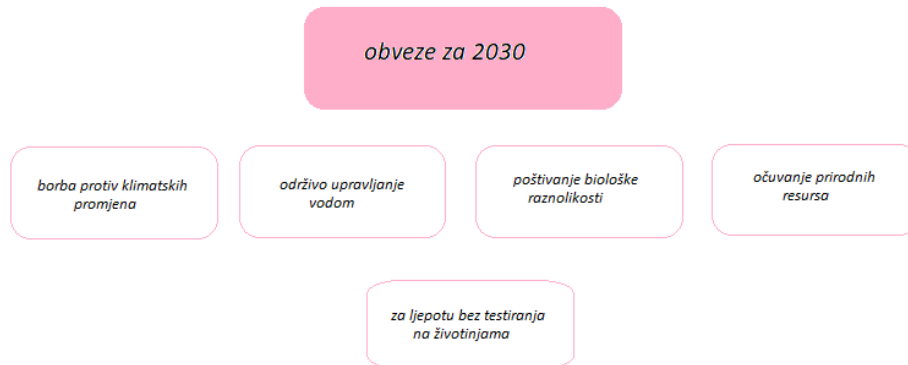 obveze za 2030
borba protiv klimatskih
promjena
održivo upravljanje
vodom
poštivanje biološke
raznolikosti
očuvanje prirodnih
resursa
za ljepotu bez testiranja
na životinjama